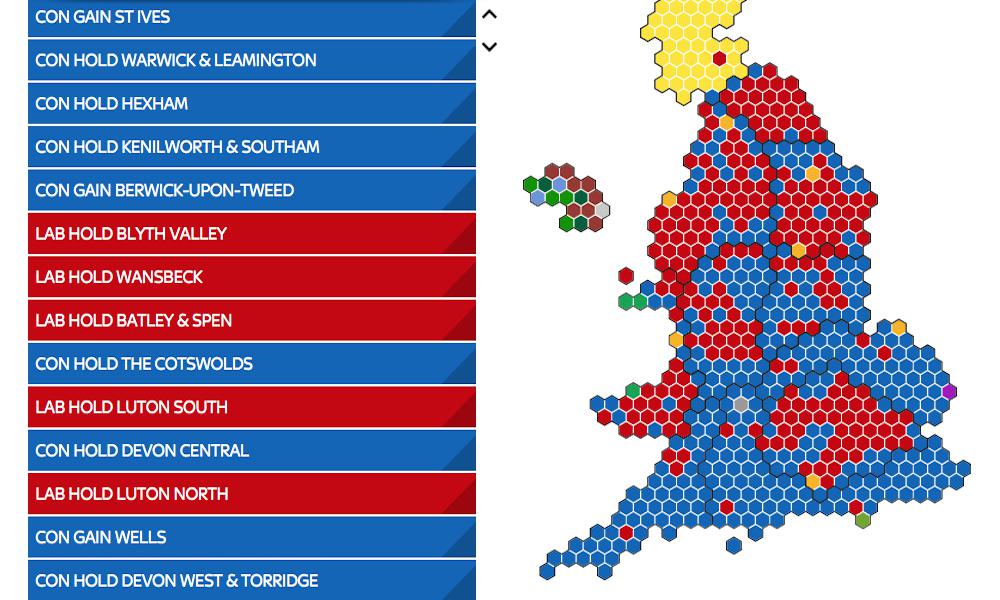 CON GAIN ST IVES
CON HOLD WARWICK & LEAMINGTON
CON HOLD HEXHAM
CON HOLD KENILWORTH & SOUTHAM
CON GAIN BERWICK-UPON-TWEED
LAB HOLD BLYTH VALLEY
LAB HOLD WANSBECK
LAB HOLD BATLEY & SPEN
CON HOLD THE COTSWOLDS
LAB HOLD LUTON SOUTH
CON HOLD DEVON CENTRAL
LAB HOLD LUTON NORTH
CON GAIN WELLS
CON HOLD DEVON WEST & TORRIDGE